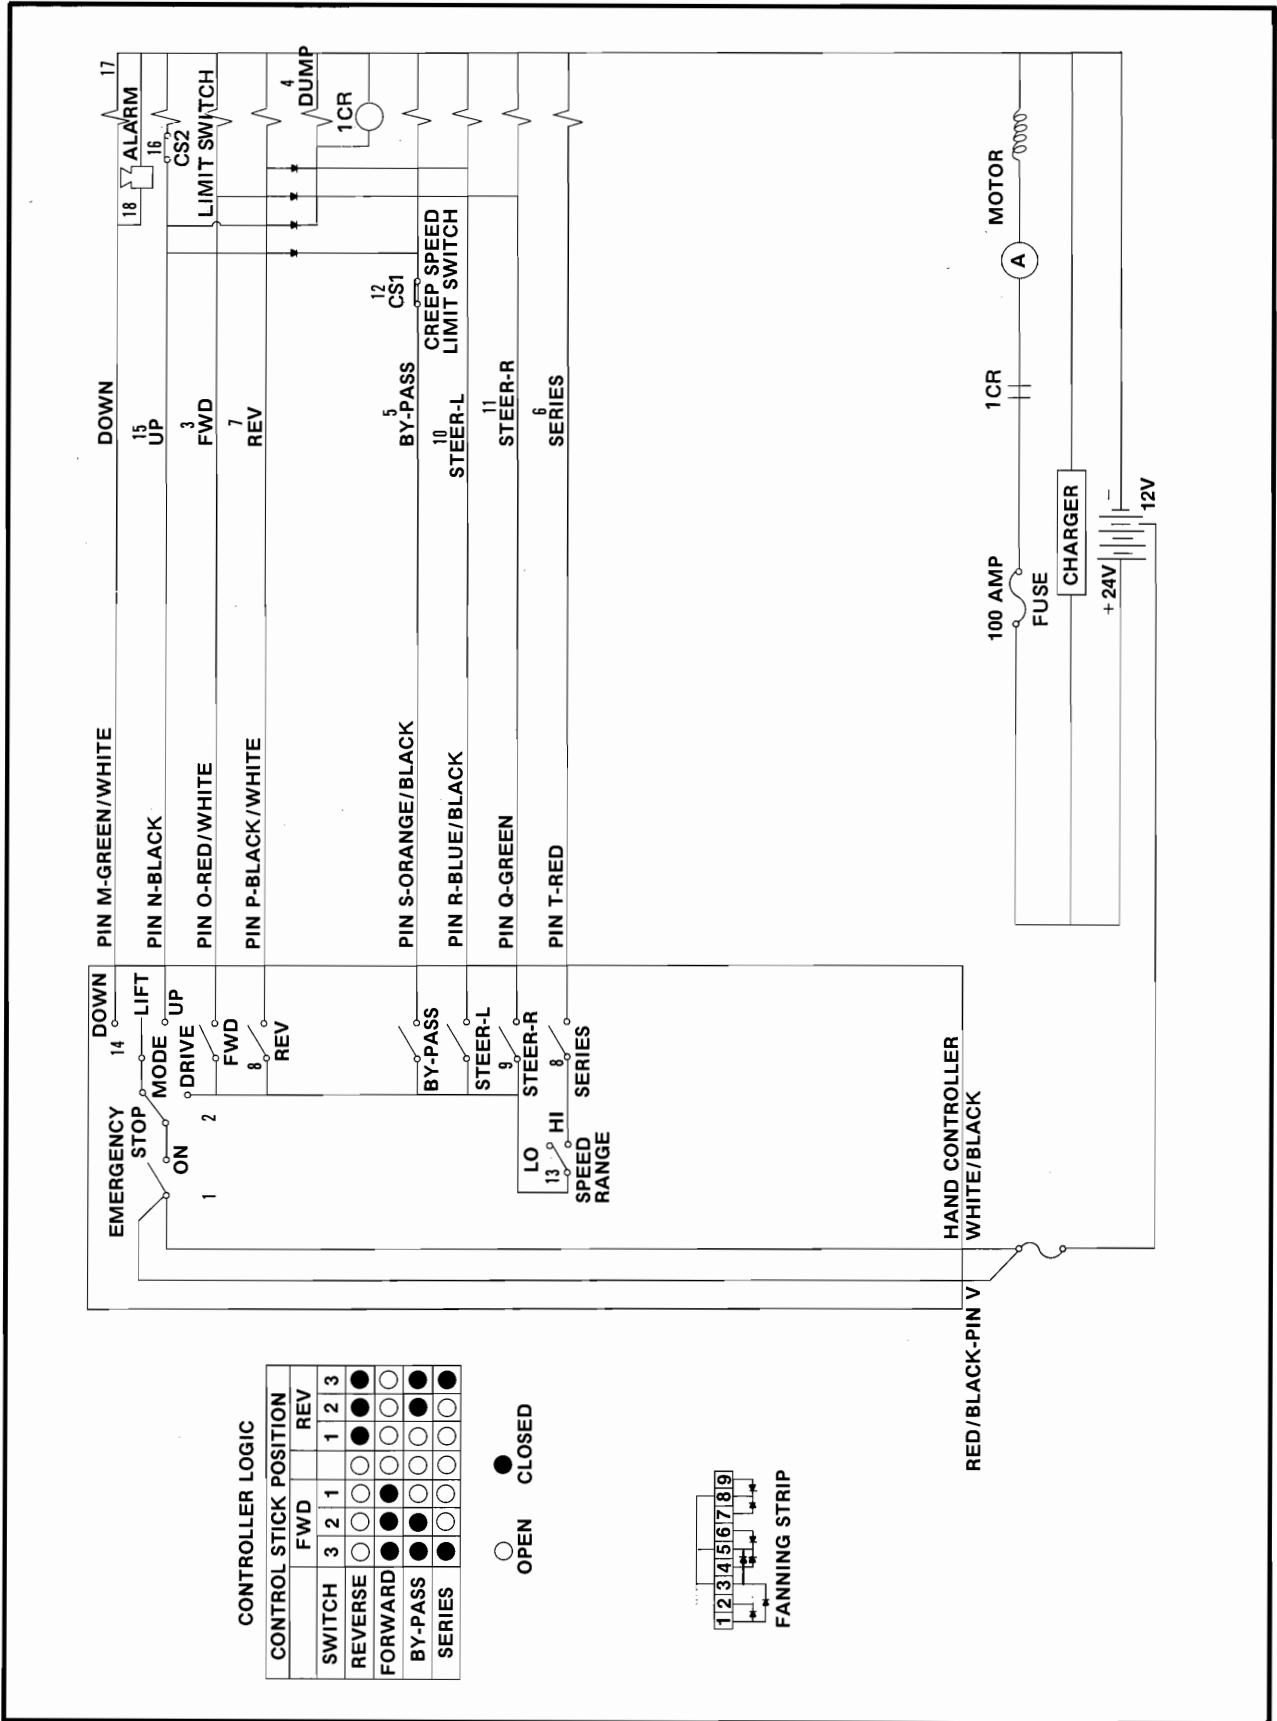 17
ALARM
18
16
CS2
LIMIT SWITCH
4
DUMP
1CR
12
CS1
CREEP SPEED
LIMIT SWITCH
DOWN
15
UP
3
FWD
7
REV
5
BY-PASS
10
STEER-L
11
STEER-R
6
SERIES
PIN M-GREEN/WHITE
PIN N-BLACK
PIN O-RED/WHITE
PIN P-BLACK/WHITE
PIN S-ORANGE/BLACK
PIN R-BLUE/BLACK
PIN Q-GREEN
PIN T-RED
MOTOR
A
1CR
100 AMP
FUSE
CHARGER
+24V
-
12V
DOWN
14
LIFT
UP
MODE
DRIVE
EMERGENCY
STOP
ON
1
2
FWD
8
REV
BY-PASS
STEER-L
9
STEER-R
8
SERIES
LO
HI
13
SPEED
RANGE
HAND CONTROLLER
WHITE/BLACK
RED/BLACK-PIN V
CONTROLLER LOGIC
CONTROL STICK POSITION
FWD REV
SWITCH 3 2 1 1 2 3
REVERSE
FORWARD
BY-PASS
SERIES
OPEN
CLOSED
1 2 3 4 5 6 7 8 9
FANNING STRIP